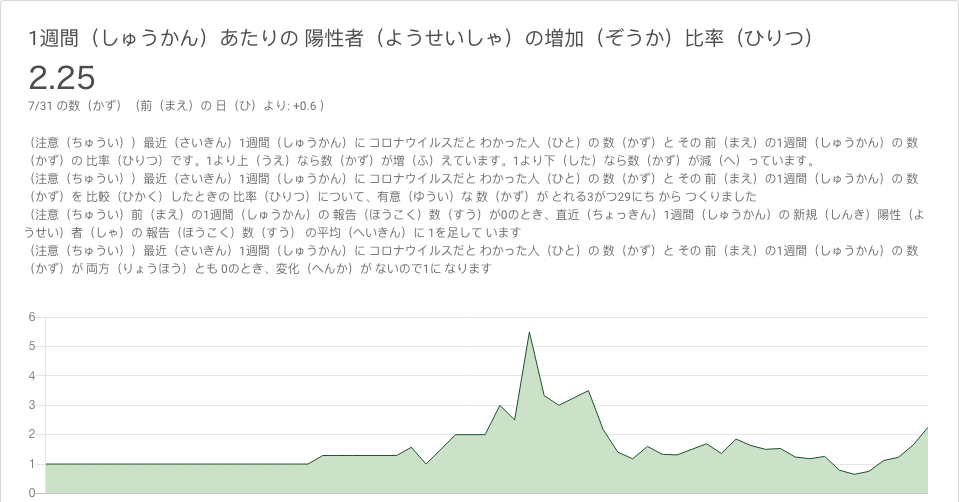 1週間（しゅうかん）あたりの 陽性者（ようせいしゃ）の増加（ぞうか）比率（ひりつ）
2.25
7/31 の数（かず）（前（まえ）の 日（ひ）より: +0.6 ）
（注意（ちゅうい））最近（さいきん）1週間（しゅうかん）に コロナウイルスだと わかった人（ひと）の 数（かず）と その 前（まえ）の1週間（しゅうかん）の 数
（かず）の 比率（ひりつ）です。1より上（うえ）なら数（かず）が増（ふ）えています。1より下（した）なら数（かず）が減（へ）っています。
（注意（ちゅうい））最近（さいきん）1週間（しゅうかん）に コロナウイルスだと わかった人（ひと）の 数（かず）と その 前（まえ）の1週間（しゅうかん）の 数
（かず）を 比較（ひかく）したときの 比率（ひりつ）について、有意（ゆうい）な 数（かず）が とれる3がつ29にち から つくりました
（注意（ちゅうい）前（まえ）の1週間（しゅうかん）の 報告（ほうこく）数（すう）が0のとき、直近（ちょっきん）1週間（しゅうかん）の 新規（しんき）陽性（よ
うせい）者（しゃ）の 報告（ほうこく）数（すう） の平均（へいきん）に 1を足して います
（注意（ちゅうい））最近（さいきん）1週間（しゅうかん）に コロナウイルスだと わかった人（ひと）の 数（かず）と その 前（まえ）の1週間（しゅうかん）の 数
（かず）が 両方（りょうほう）とも 0のとき、変化（へんか）が ないので1に なります
6
5
4
3
2
1
0